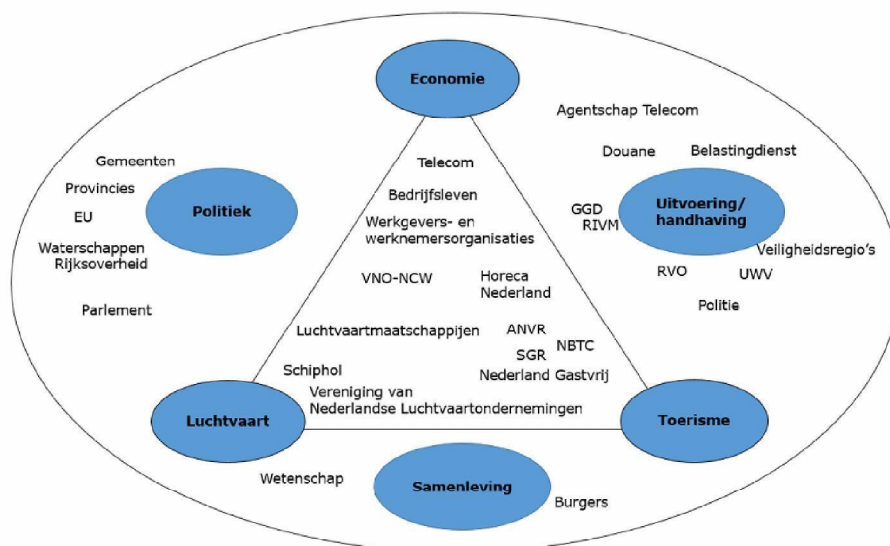 Economie
Agentschap Telecom
Douane
Belastingdienst
Gemeenten
Telecom
Provincies
Bedrijfsleven
EU
Politiek
GGD
RIVM
Uitvoering/
handhaving
Werkgevers- en
werknemersorganisaties
Waterschappen
Rijksoverheid
Veiligheidsregio's
VNO-NCW
Horeca
Nederland
RVO
UWV
Parlement
Politie
Luchtvaartmaatschappijen
ANVR
NBTC
SGR
Schiphol
Nederland Gastvrij
Vereniging van
Nederlandse Luchtvaartondernemingen
Luchtvaart
Toerisme
Wetenschap
Samenleving
Burgers